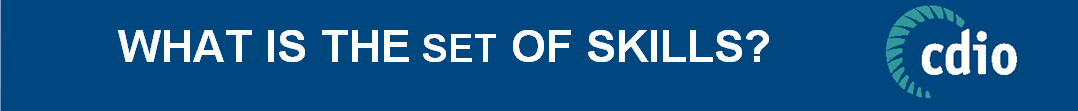 WHAT IS THE SET OF SKILLS?
cdio